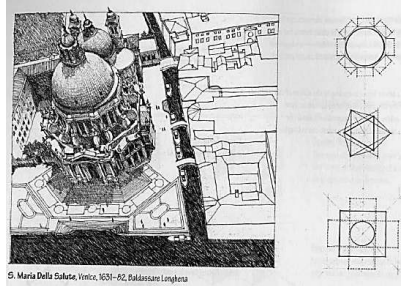 S. Maria Della Salute, Venice, 1631–82, Baldassare Longhena